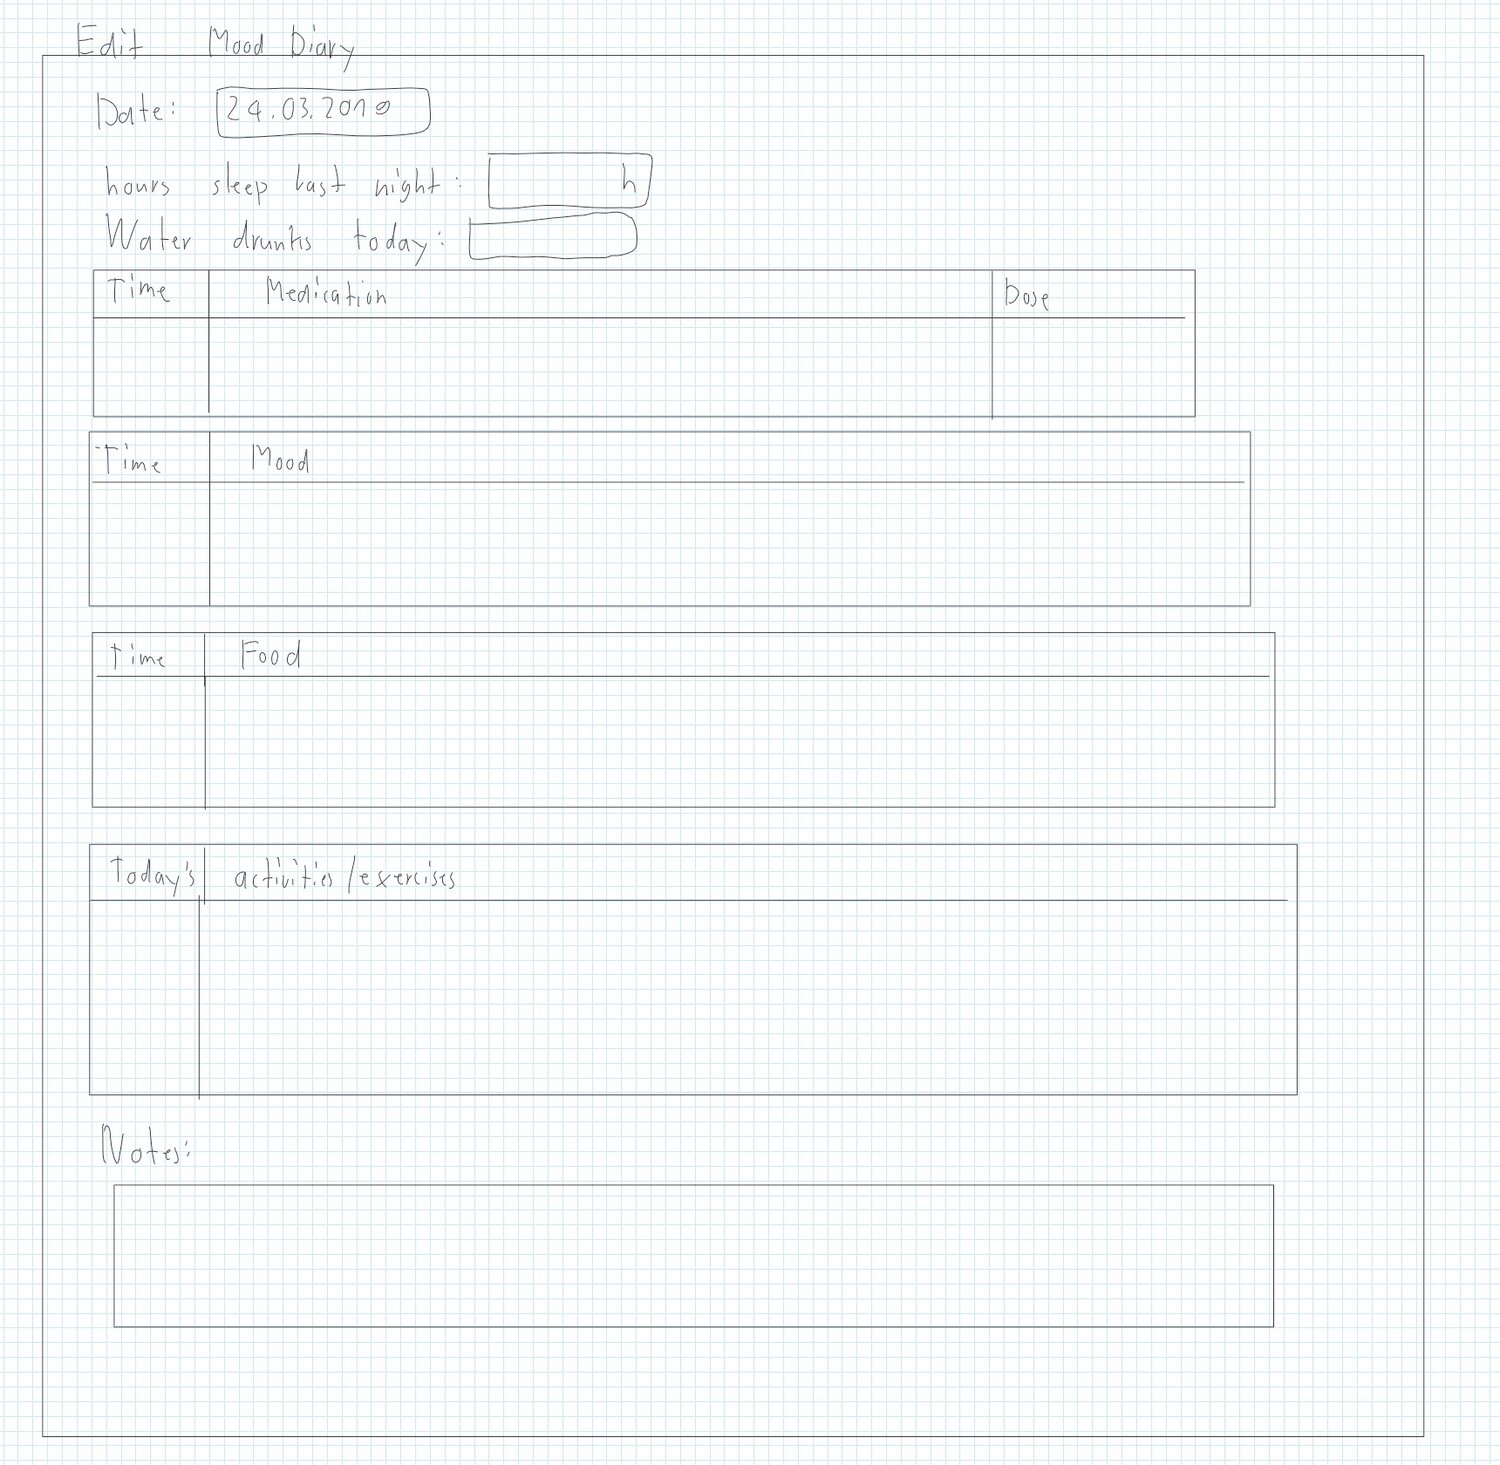 Edit Mood Diary
Date: 24.03.2019
hours sleep last night: h
Water drunks today:
Time Medication Dose
Time Mood
Time Food
Today's activities/exercises
Notes: